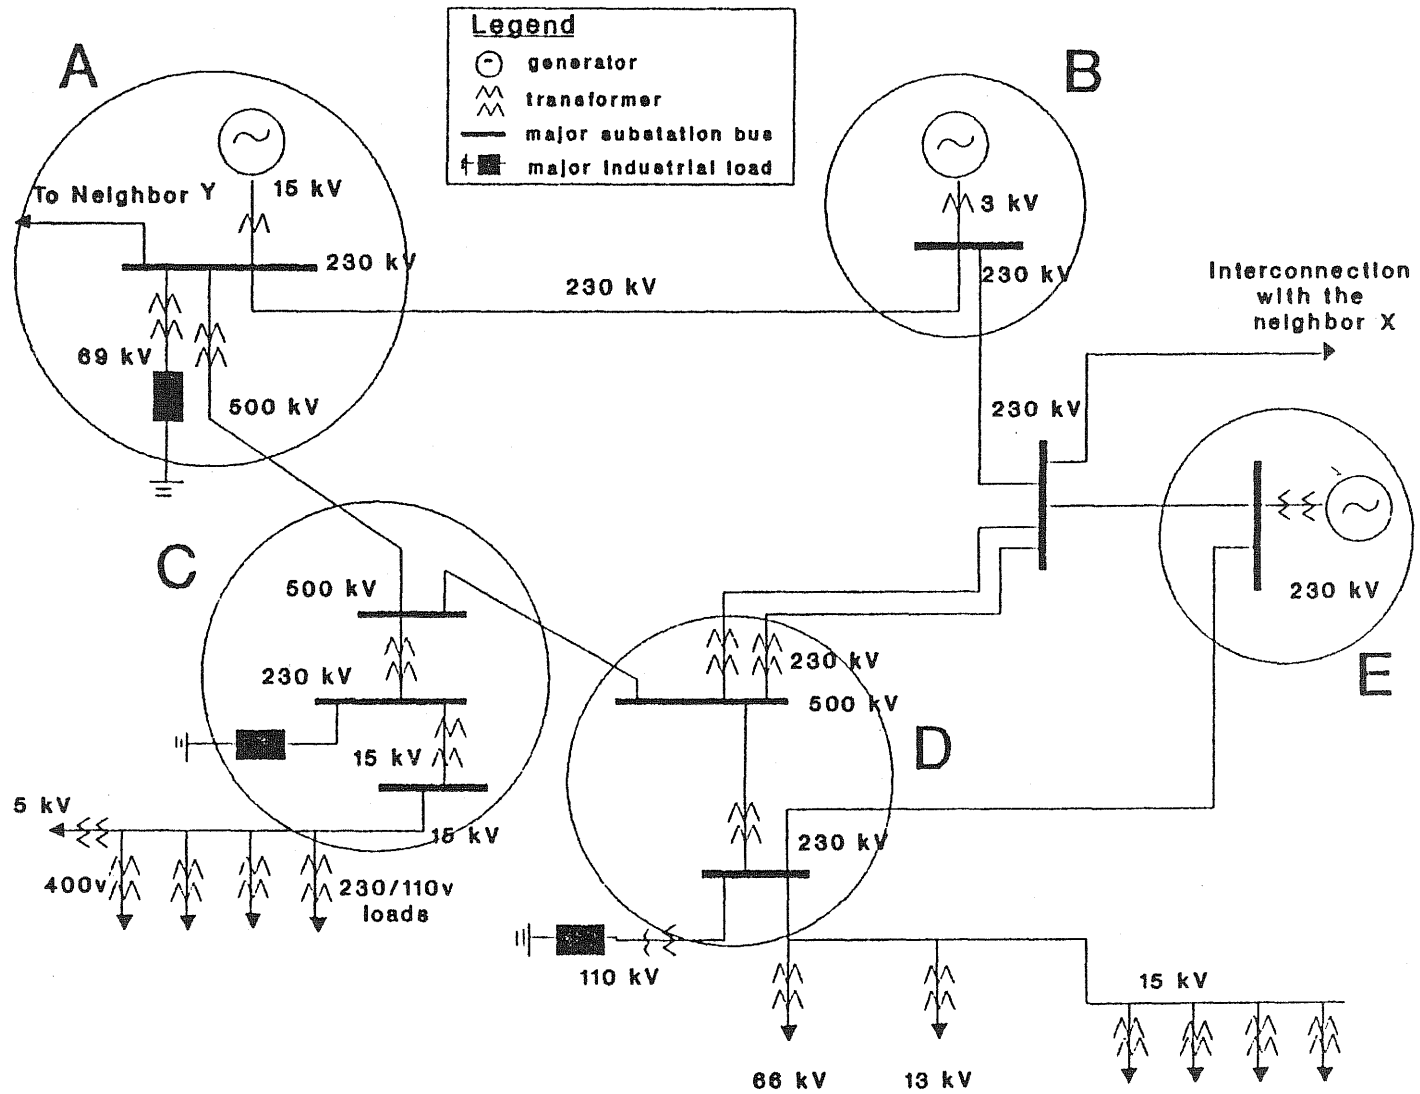 Legend
generator
transformer
major substation bus
major industrial load
A
B
To Neighbor Y
15 kV
3 kV
230 kV
230 kV
230 kV
Interconnection
with the
neighbor X
69 kV
500 kV
230 kV
C
500 kV
230 kV
230 kV
230 kV
500 kV
E
D
15 kV
5 kV
15 kV
230 kV
400v
230/110v
loads
110 kV
15 kV
66 kV
13 kV